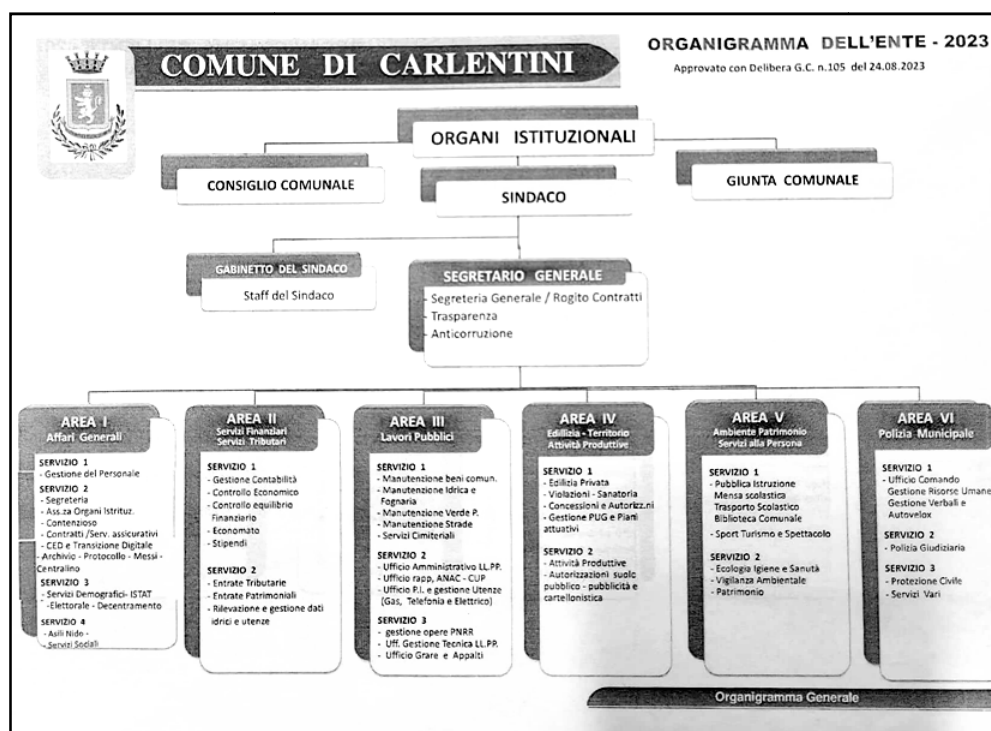 COMUNE DI CARLENTINI
ORGANIGRAMMA DELL'ENTE - 2023
Approvato con Delibera G.C. n.105 del 24.08.2023
ORGANI ISTITUZIONALI
CONSIGLIO COMUNALE
SINDACO
GIUNTA COMUNALE
GABINETTO DEL SINDACO
Staff del Sindaco
SEGRETARIO GENERALE
- Segreteria Generale / Rogito Contratti
- Trasparenza
- Anticorruzione
AREA I
Affari Generali
SERVIZIO 1
- Gestione del Personale
SERVIZIO 2
- Segreteria
- Ass.za Organi Istrituz.
- Contenzioso
- Contratti /Serv. assicurativi
- CED e Transizione Digitale
- Archivio - Protocollo - Messi -
Centralino
SERVIZIO 3
- Servizi Demografici- ISTAT
-Elettorale - Decentramento
SERVIZIO 4
- Asili Nido -
- Servizi Sociali
AREA II
Servizi Finanziari
Servizi Tributari
SERVIZIO 1
- Gestione Contabilità
- Controllo Economico
- Controllo equilibrio
Finanziario
- Economato
- Stipendi
SERVIZIO 2
- Entrate Tributarie
- Entrate Patrimoniali
- Rilevazione e gestione dati
idrici e utenze
AREA III
Lavori Pubblici
SERVIZIO 1
- Manutenzione beni comun.
- Manutenzione Idrica e
Fognaria
- Manutenzione Verde P.
- Manutenzione Strade
- Servizi Cimiteriali
SERVIZIO 2
- Ufficio Amministrativo LL.PP.
- Ufficio rapp, ANAC - CUP
- Ufficio P.I. e gestione Utenze
(Gas, Telefonia e Elettrico)
SERVIZIO 3
- gestione opere PNRR
- Uff. Gestione Tecnica LL.PP.
- Ufficio Grare e Appalti
AREA IV
Edillizia - Territorio
Attività Produttive
SERVIZIO 1
- Edilizia Privata
- Violazioni - Sanatoria
- Concessioni e Autorizz.ni
- Gestione PUG e Piani
attuativi
SERVIZIO 2
- Attività Produttive
- Autorizzazioni suolo
pubblico - pubblicità e
cartellonistica
AREA V
Ambiente Patrimonio
Servizi alla Persona
SERVIZIO 1
- Pubblica Istruzione
Mensa scolastica
Trasporto Scolastico
Biblioteca Comunale
- Sport Turismo e Spettacolo
SERVIZIO 2
- Ecologia Igiene e Sanutà
- Vigilanza Ambientale
- Patrimonio
AREA VI
Polizia Municipale
SERVIZIO 1
- Ufficio Comando
Gestione Risorse Umane
Gestione Verbali e
Autovelox
SERVIZIO 2
- Polizia Giudiziaria
SERVIZIO 3
- Protezione Civile
- Servizi Vari
Organigramma Generale